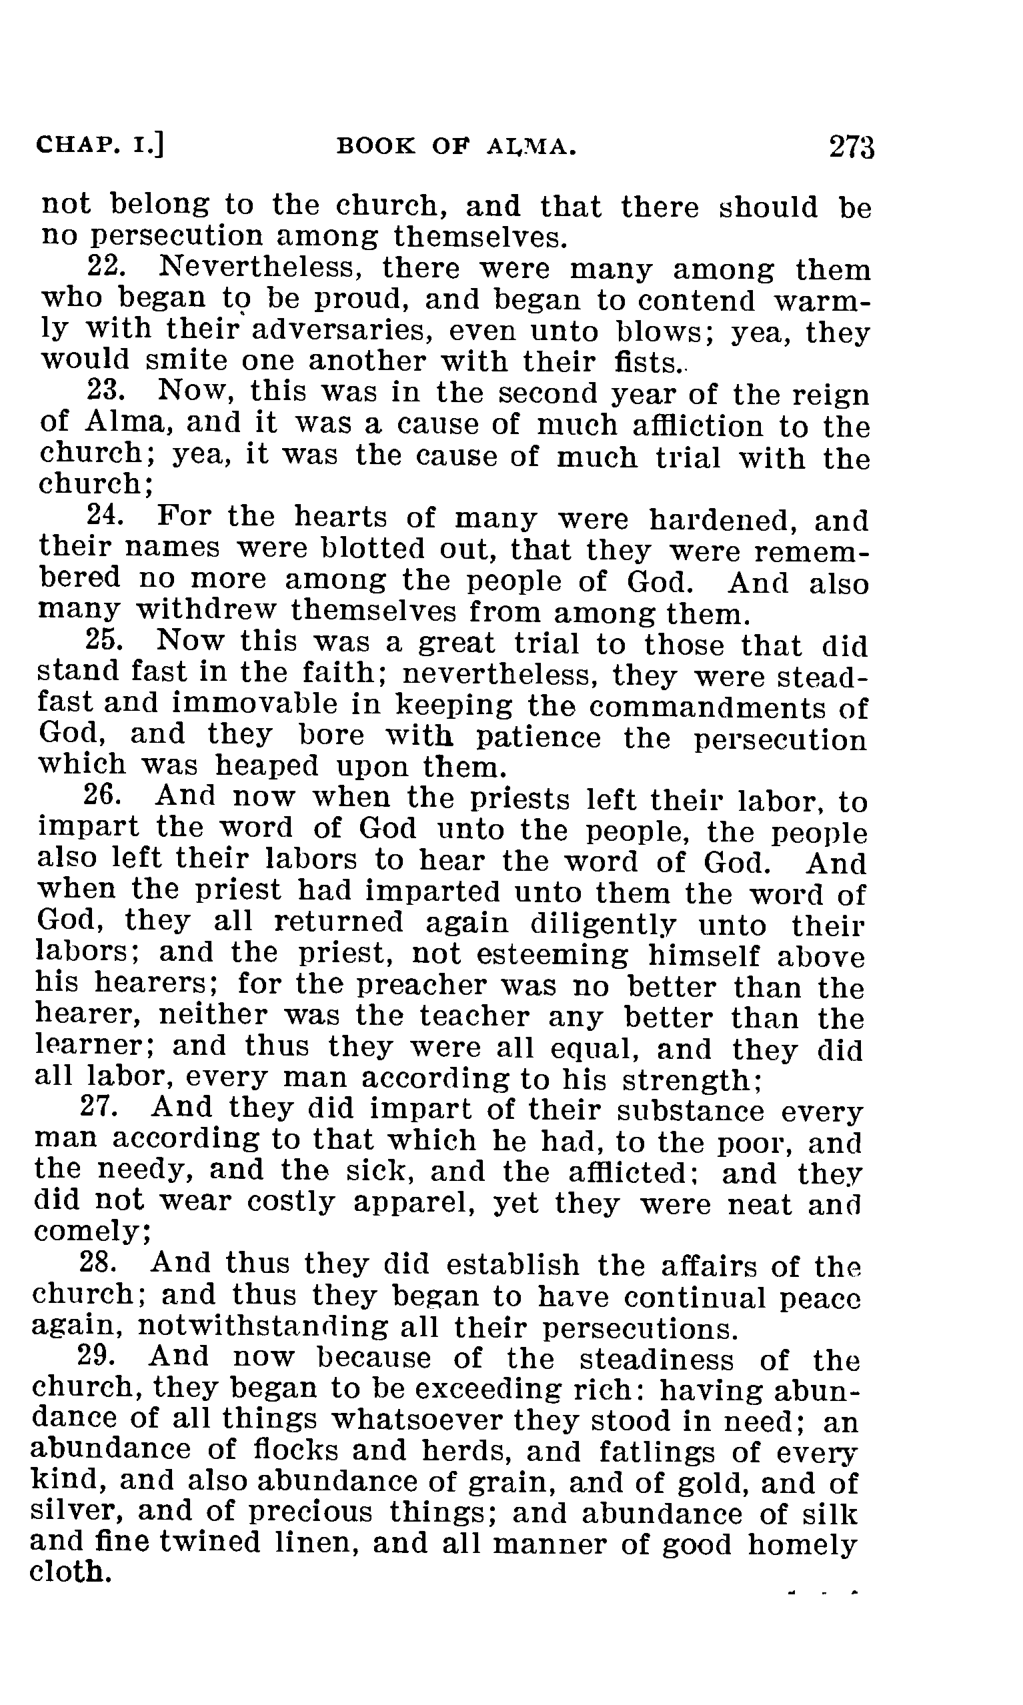 CHAP. I.] BOOK OF ALMA. 273
not belong to the church, and that there should be
no persecution among themselves.
22. Nevertheless, there were many among them
who began to be proud, and began to contend warm-
ly with their adversaries, even unto blows; yea, they
would smite one another with their fists.
23. Now, this was in the second year of the reign
of Alma, and it was a cause of much affliction to the
church; yea, it was the cause of much trial with the
church;
24. For the hearts of many were hardened, and
their names were blotted out, that they were remem-
bered no more among the people of God. And also
many withdrew themselves from among them.
25. Now this was a great trial to those that did
stand fast in the faith; nevertheless, they were stead-
fast and immovable in keeping the commandments of
God, and they bore with patience the persecution
which was heaped upon them.
26. And now when the priests left their labor, to
impart the word of God unto the people, the people
also left their labors to hear the word of God. And
when the priest had imparted unto them the word of
God, they all returned again diligently unto their
labors; and the priest, not esteeming himself above
his hearers; for the preacher was no better than the
hearer, neither was the teacher any better than the
learner; and thus they were all equal, and they did
all labor, every man according to his strength;
27. And they did impart of their substance every
man according to that which he had, to the poor, and
the needy, and the sick, and the afflicted; and they
did not wear costly apparel, yet they were neat and
comely;
28. And thus they did establish the affairs of the
church; and thus they began to have continual peace
again, notwithstanding all their persecutions.
29. And now because of the steadiness of the
church, they began to be exceeding rich: having abun-
dance of all things whatsoever they stood in need; an
abundance of flocks and herds, and fatlings of every
kind, and also abundance of grain, and of gold, and of
silver, and of precious things; and abundance of silk
and fine twined linen, and all manner of good homely
cloth.